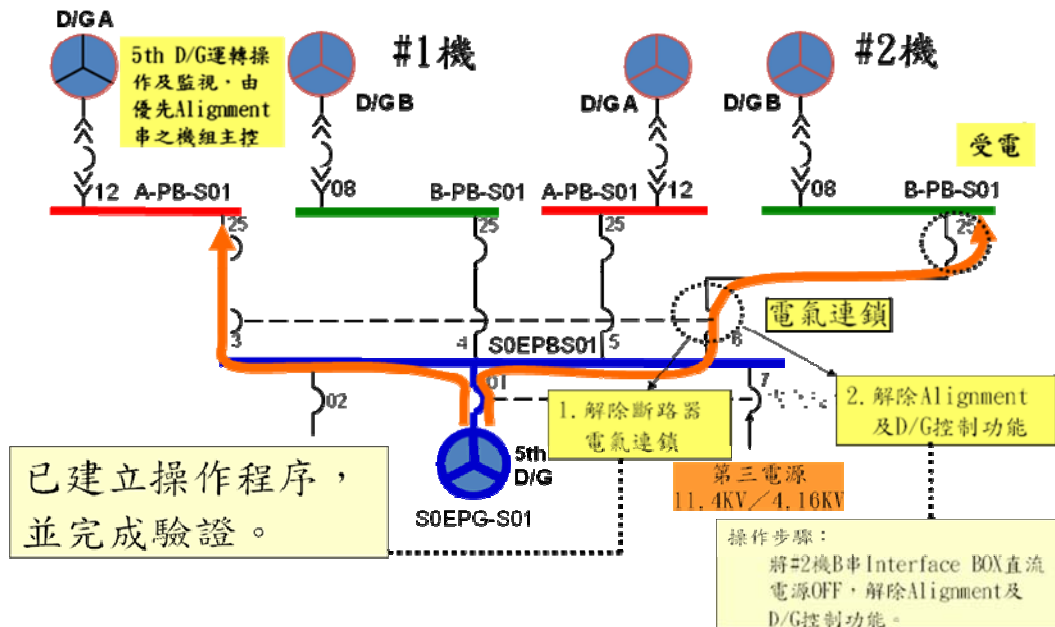 D/GA
5th D/G運轉操
作及監視，由
優先Alignment
串之機組主控
#1機
D/GB
D/GA
#2機
D/GB
受電
12
A-PB-S01
08
B-PB-S01
A-PB-S01
12
08
B-PB-S01
25
25
25
25
電氣連鎖
3
4
S0EPBS01
5
6
7
01
02
1.解除斷路器
電氣連鎖
2.解除Alignment
及D/G控制功能
5th
D/G
S0EPG-S01
第三電源
11.4KV／4.16KV
已建立操作程序，
並完成驗證。
操作步驟：
將#2機B串Interface BOX直流
電源OFF，解除Alignment及
D/G控制功能。